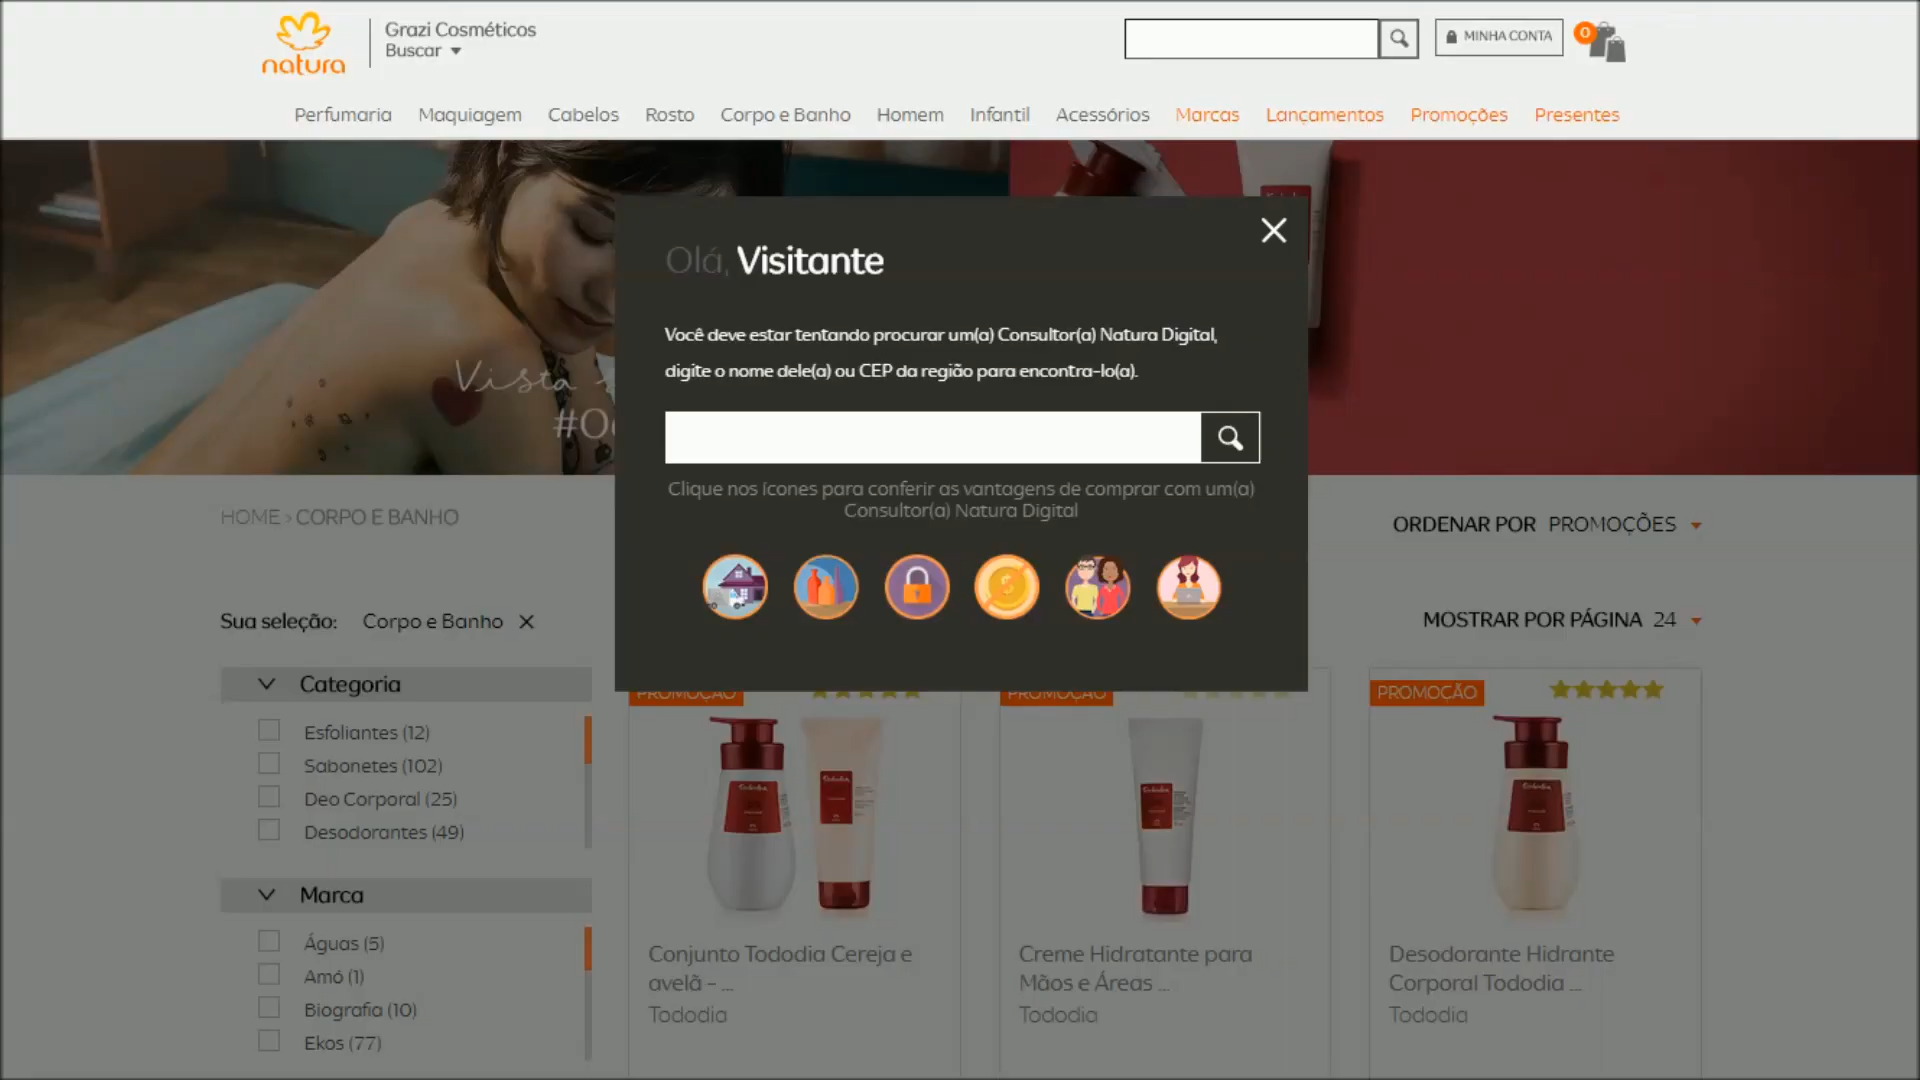 natura
Grazi Cosméticos
Buscar
MINHA CONTA
0
Perfumaria
Maquiagem
Cabelos
Rosto
Corpo e Banho
Homem
Infantil
Acessórios
Marcas
Lançamentos
Promoções
Presentes
Vista
Olá, Visitante
Você deve estar tentando procurar um(a) Consultor(a) Natura Digital,
digite o nome dele(a) ou CEP da região para encontra-lo(a).
Clique nos ícones para conferir as vantagens de comprar com um(a)
Consultor(a) Natura Digital
HOME › CORPO E BANHO
ORDENAR POR PROMOÇÕES
Sua seleção: Corpo e Banho
MOSTRAR POR PÁGINA 24
Categoria
Esfoliantes (12)
Sabonetes (102)
Deo Corporal (25)
Desodorantes (49)
Marca
Águas (5)
Amó (1)
Biografia (10)
Ekos (77)
PROMOÇÃO
Conjunto Tododia Cereja e
avelã - ...
Tododia
PROMOÇÃO
Creme Hidratante para
Mãos e Áreas ...
Tododia
PROMOÇÃO
Desodorante Hidrante
Corporal Tododia ...
Tododia